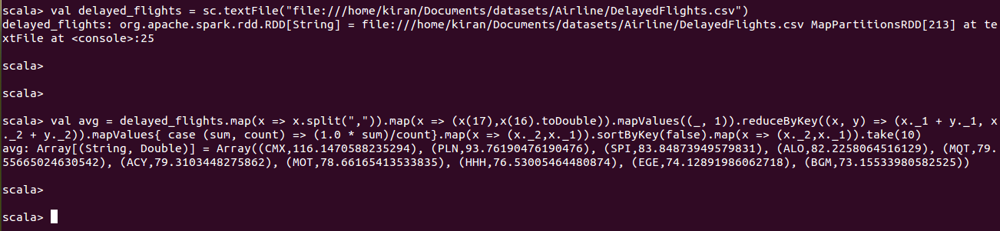 scala> val delayed_flights = sc.textFile("file:///home/kiran/Documents/datasets/Airline/DelayedFlights.csv")
delayed_flights: org.apache.spark.rdd.RDD[String] = file:///home/kiran/Documents/datasets/Airline/DelayedFlights.csv MapPartitionsRDD[213] at te
xtFile at <console>:25
scala>
scala>
scala> val avg = delayed_flights.map(x => x.split(",")).map(x => (x(17),x(16).toDouble)).mapValues((_, 1)).reduceByKey((x, y) => (x._1 + y._1, x
._2 + y._2)).mapValues{ case (sum, count) => (1.0 * sum)/count}.map(x => (x._2,x._1)).sortByKey(false).map(x => (x._2,x._1)).take(10)
avg: Array[(String, Double)] = Array((CMX,116.1470588235294), (PLN,93.76190476190476), (SPI,83.84873949579831), (ALO,82.2258064516129), (MQT,79.
55665024630542), (ACY,79.3103448275862), (MOT,78.66165413533835), (HHH,76.53005464480874), (EGE,74.12891986062718), (BGM,73.15533980582525))
scala>
scala>